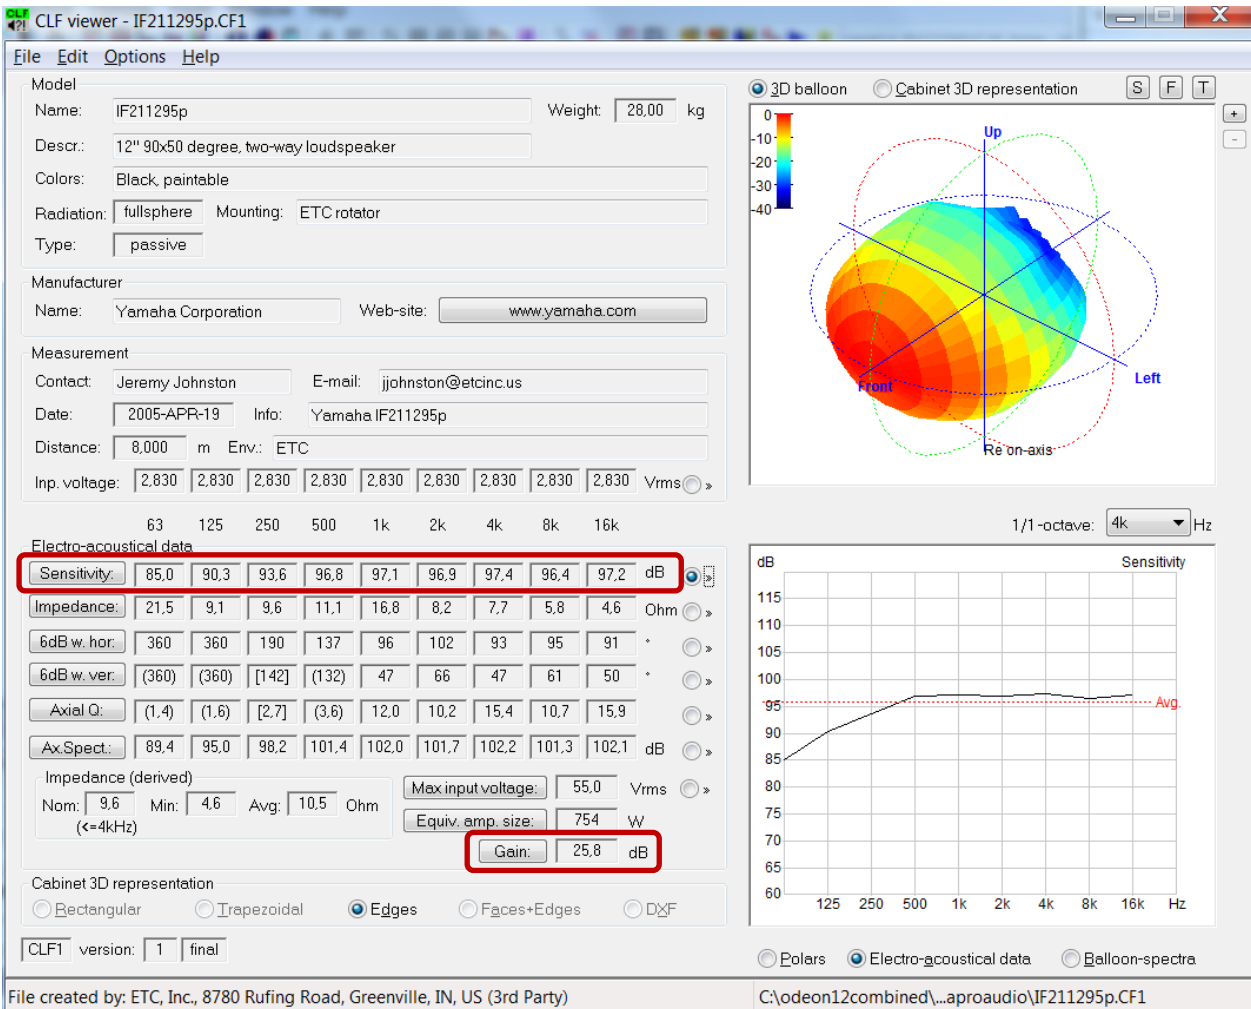 CLF viewer - IF211295p.CF1
File Edit Options Help
Model
Name: IF211295p Weight: 28,00 kg
Descr.: 12" 90x50 degree, two-way loudspeaker
Colors: Black, paintable
Radiation: fullsphere Mounting: ETC rotator
Type: passive
Manufacturer
Name: Yamaha Corporation Web-site: www.yamaha.com
Measurement
Contact: Jeremy Johnston E-mail: jjohnston@etcinc.us
Date: 2005-APR-19 Info: Yamaha IF211295p
Distance: 8,000 m Env.: ETC
Inp. voltage: 2,830 2,830 2,830 2,830 2,830 2,830 2,830 2,830 2,830 Vrms »
63 125 250 500 1k 2k 4k 8k 16k
Electro-acoustical data
Sensitivity: 85,0 90,3 93,6 96,8 97,1 96,9 97,4 96,4 97,2 dB »
Impedance: 21,5 9,1 9,6 11,1 16,8 8,2 7,7 5,8 4,6 Ohm »
6dB w. hor: 360 360 190 137 96 102 93 95 91 ° »
6dB w. ver: (360) (360) [142] (132) 47 66 47 61 50 ° »
Axial Q: (1,4) (1,6) [2,7] (3,6) 12,0 10,2 15,4 10,7 15,9 »
Ax.Spect.: 89,4 95,0 98,2 101,4 102,0 101,7 102,2 101,3 102,1 dB »
Impedance (derived)
Nom: 9,6 Min: 4,6 Avg: 10,5 Ohm
(<=4kHz)
Max input voltage: 55,0 Vrms »
Equiv. amp. size: 754 W
Gain: 25,8 dB
Cabinet 3D representation
Rectangular Trapezoidal Edges Faces+Edges DXF
CLF1 version: 1 final
3D balloon Cabinet 3D representation S F T
+
-
0
-10
-20
-30
-40
Up
Left
Front
Re on-axis
1/1-octave: 4k Hz
dB Sensitivity
115
110
105
100
95 Avg.
90
85
80
75
70
65
60
125 250 500 1k 2k 4k 8k 16k Hz
Polars Electro-acoustical data Balloon-spectra
File created by: ETC, Inc., 8780 Rufing Road, Greenville, IN, US (3rd Party) C:\odeon12combined\...aproaudio\IF211295p.CF1